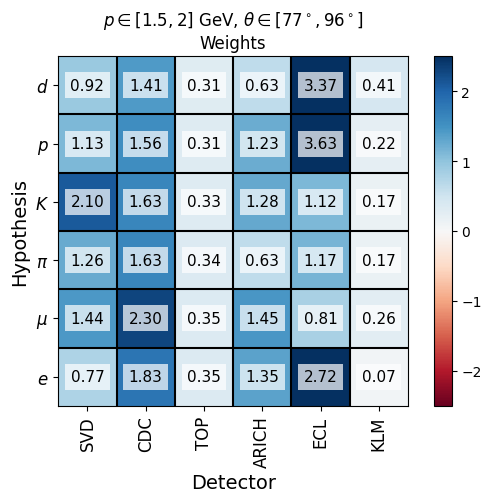 p ∈ [1.5, 2] GeV, θ ∈ [77°, 96°]
Weights
d 0.92 1.41 0.31 0.63 3.37 0.41
p 1.13 1.56 0.31 1.23 3.63 0.22
K 2.10 1.63 0.33 1.28 1.12 0.17
π 1.26 1.63 0.34 0.63 1.17 0.17
μ 1.44 2.30 0.35 1.45 0.81 0.26
e 0.77 1.83 0.35 1.35 2.72 0.07
SVD CDC TOP ARICH ECL KLM
Detector
Hypothesis
2
1
0
−1
−2